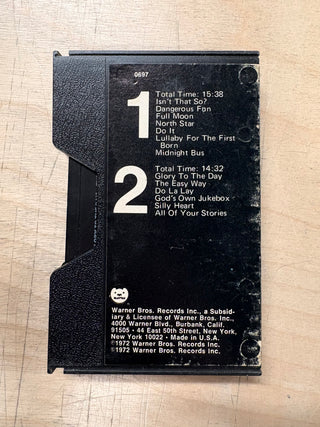 0897
1
Total Time: 15:38
Isn't That So?
Dangerous Fon
Full Moon
North Star
Do It
Lullaby For The First
Born
Midnight Bus
2
Total Time: 14:32
Glory To The Day
The Easy Way
Do La Lay
God's Own Jukebox
Silly Heart
All Of Your Stories
Warner Bros. Records Inc., a Subsid-
iary & Licensee of Warner Bros. Inc.,
4000 Warner Blvd., Burbank, Calif.
91505 • 44 East 50th Street, New York,
New York 10022 • Made in U.S.A.
©1972 Warner Bros. Records Inc.
℗1972 Warner Bros. Records Inc.